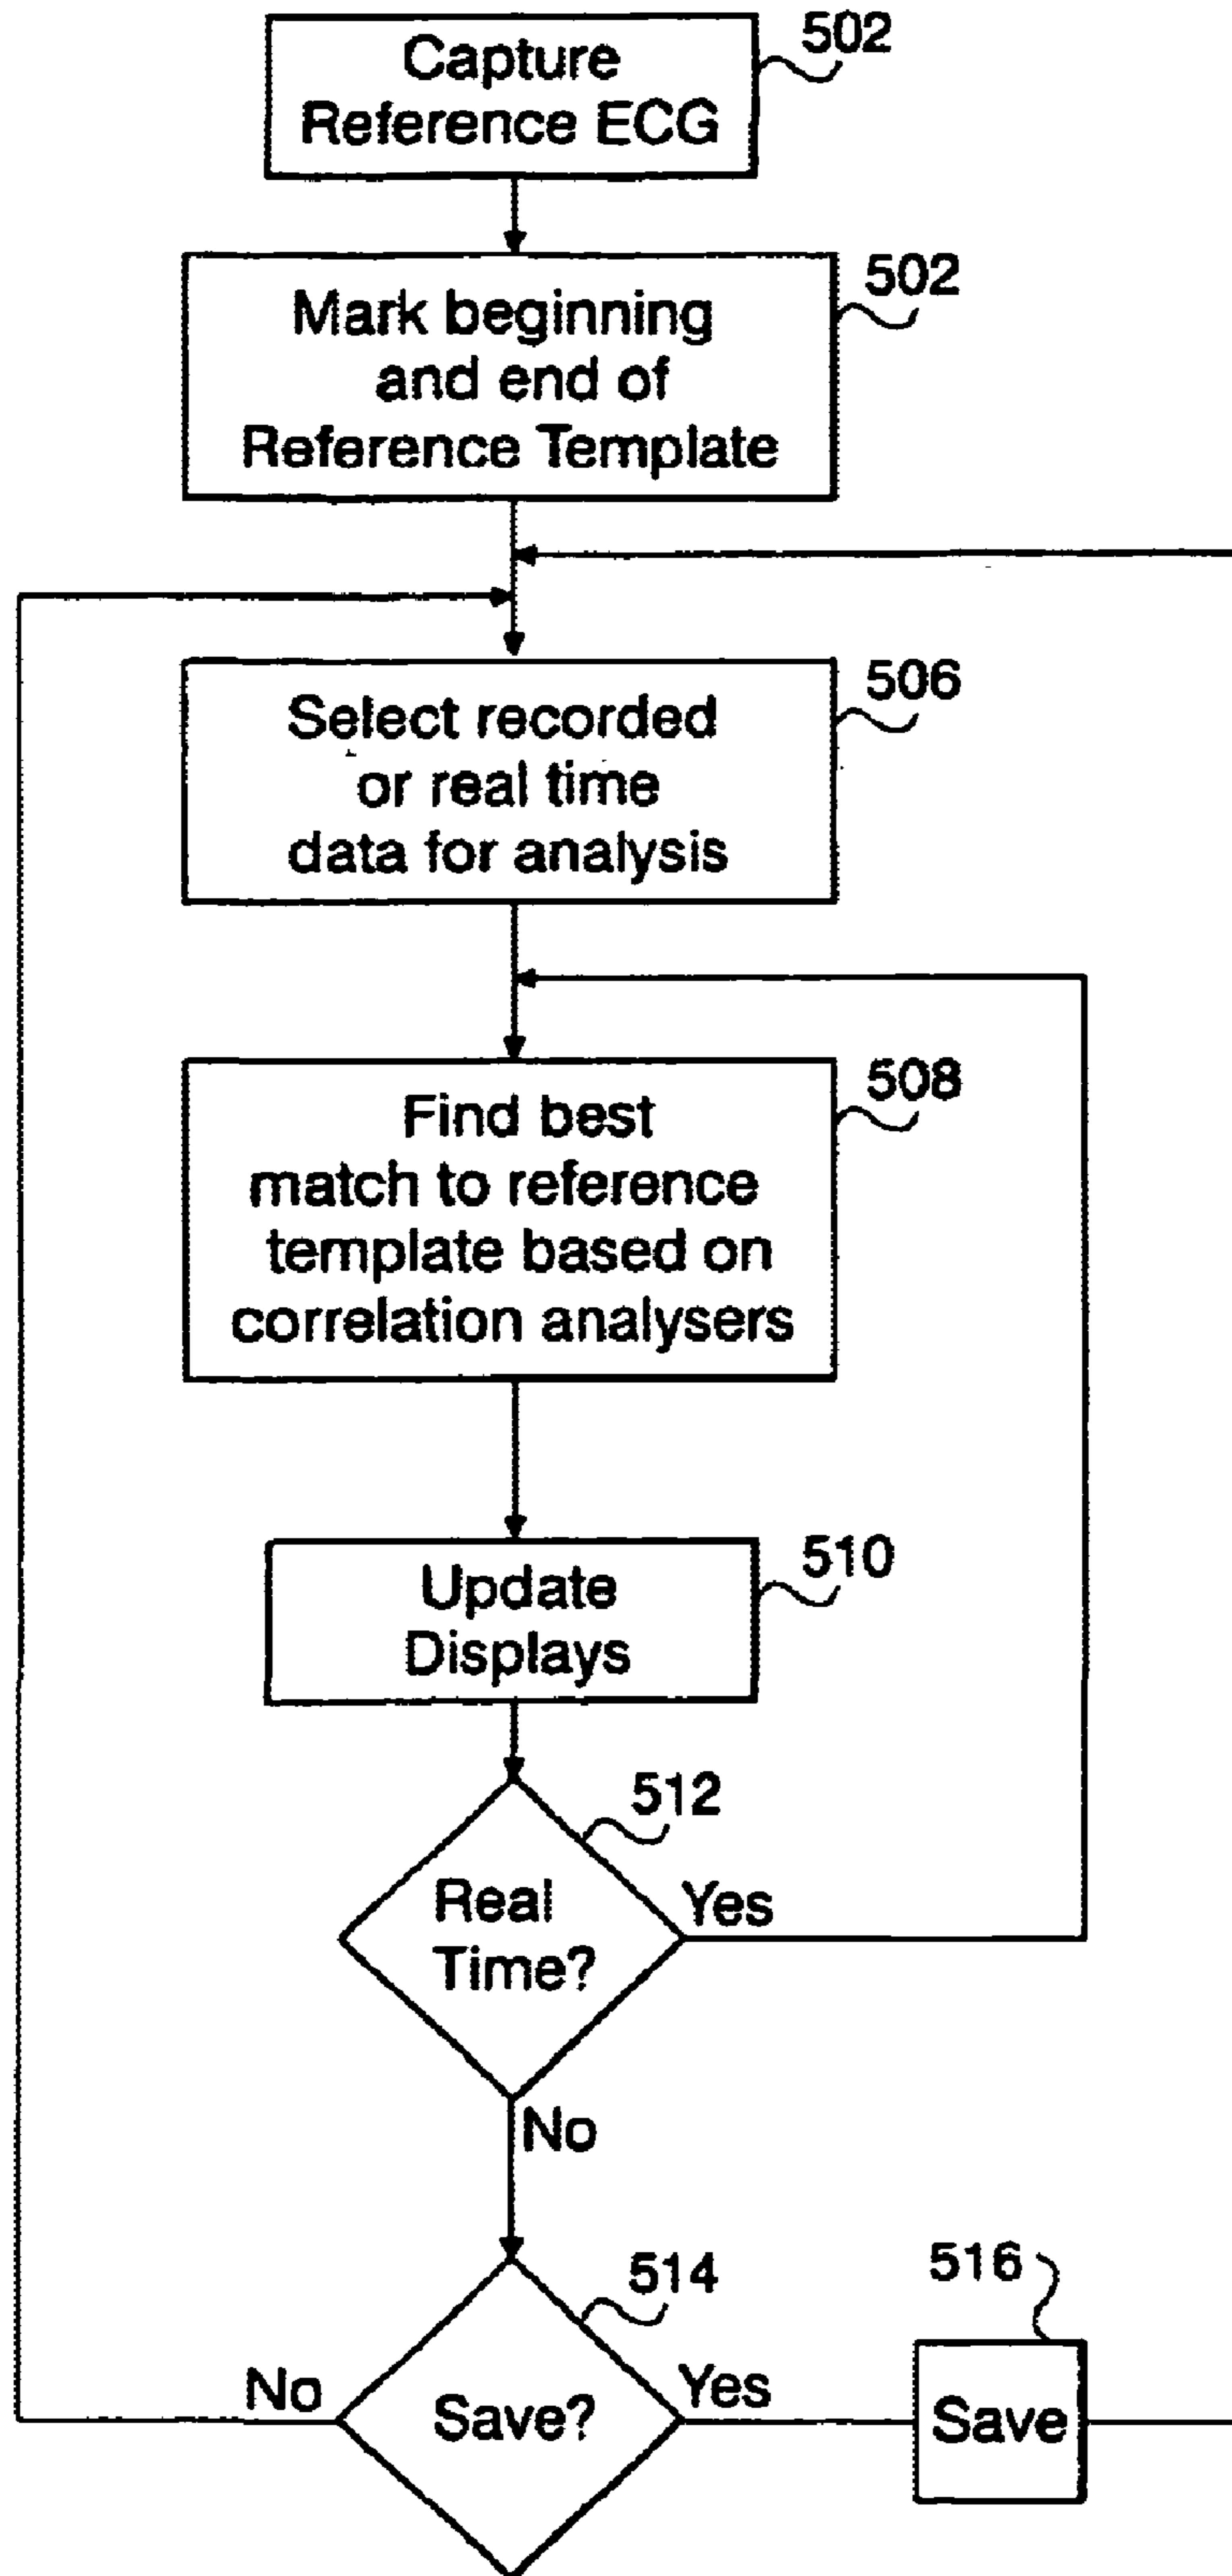 Capture
Reference ECG
502
Mark beginning
and end of
Reference Template
502
Select recorded
or real time
data for analysis
506
Find best
match to reference
template based on
correlation analysers
508
Update
Displays
510
Real
Time?
512
Yes
No
Save?
514
No
Yes
Save
516